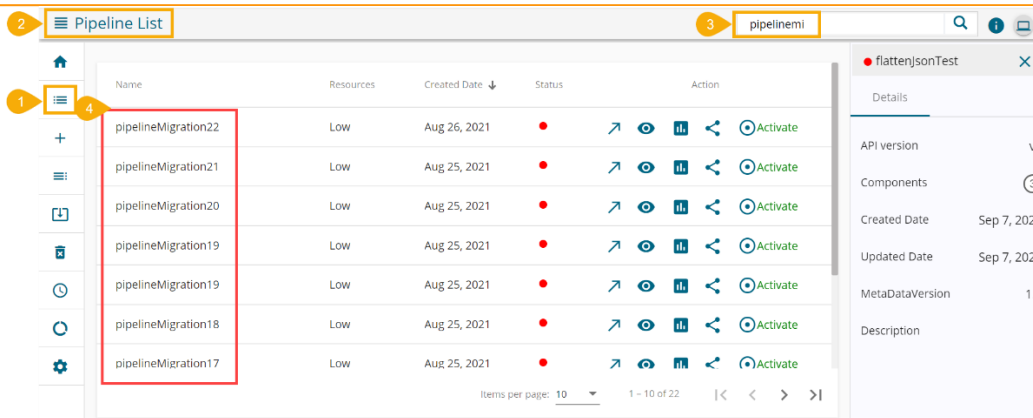 2 Pipeline List 3 pipelinemi
1
4
Name Resources Created Date Status Action
pipelineMigration22 Low Aug 26, 2021 Activate
pipelineMigration21 Low Aug 25, 2021 Activate
pipelineMigration20 Low Aug 25, 2021 Activate
pipelineMigration19 Low Aug 25, 2021 Activate
pipelineMigration19 Low Aug 25, 2021 Activate
pipelineMigration18 Low Aug 25, 2021 Activate
pipelineMigration17 Low Aug 25, 2021 Activate
Items per page: 10 1 – 10 of 22
flattenJsonTest
Details
API version
Components
Created Date Sep 7, 202
Updated Date Sep 7, 202
MetaDataVersion 1
Description